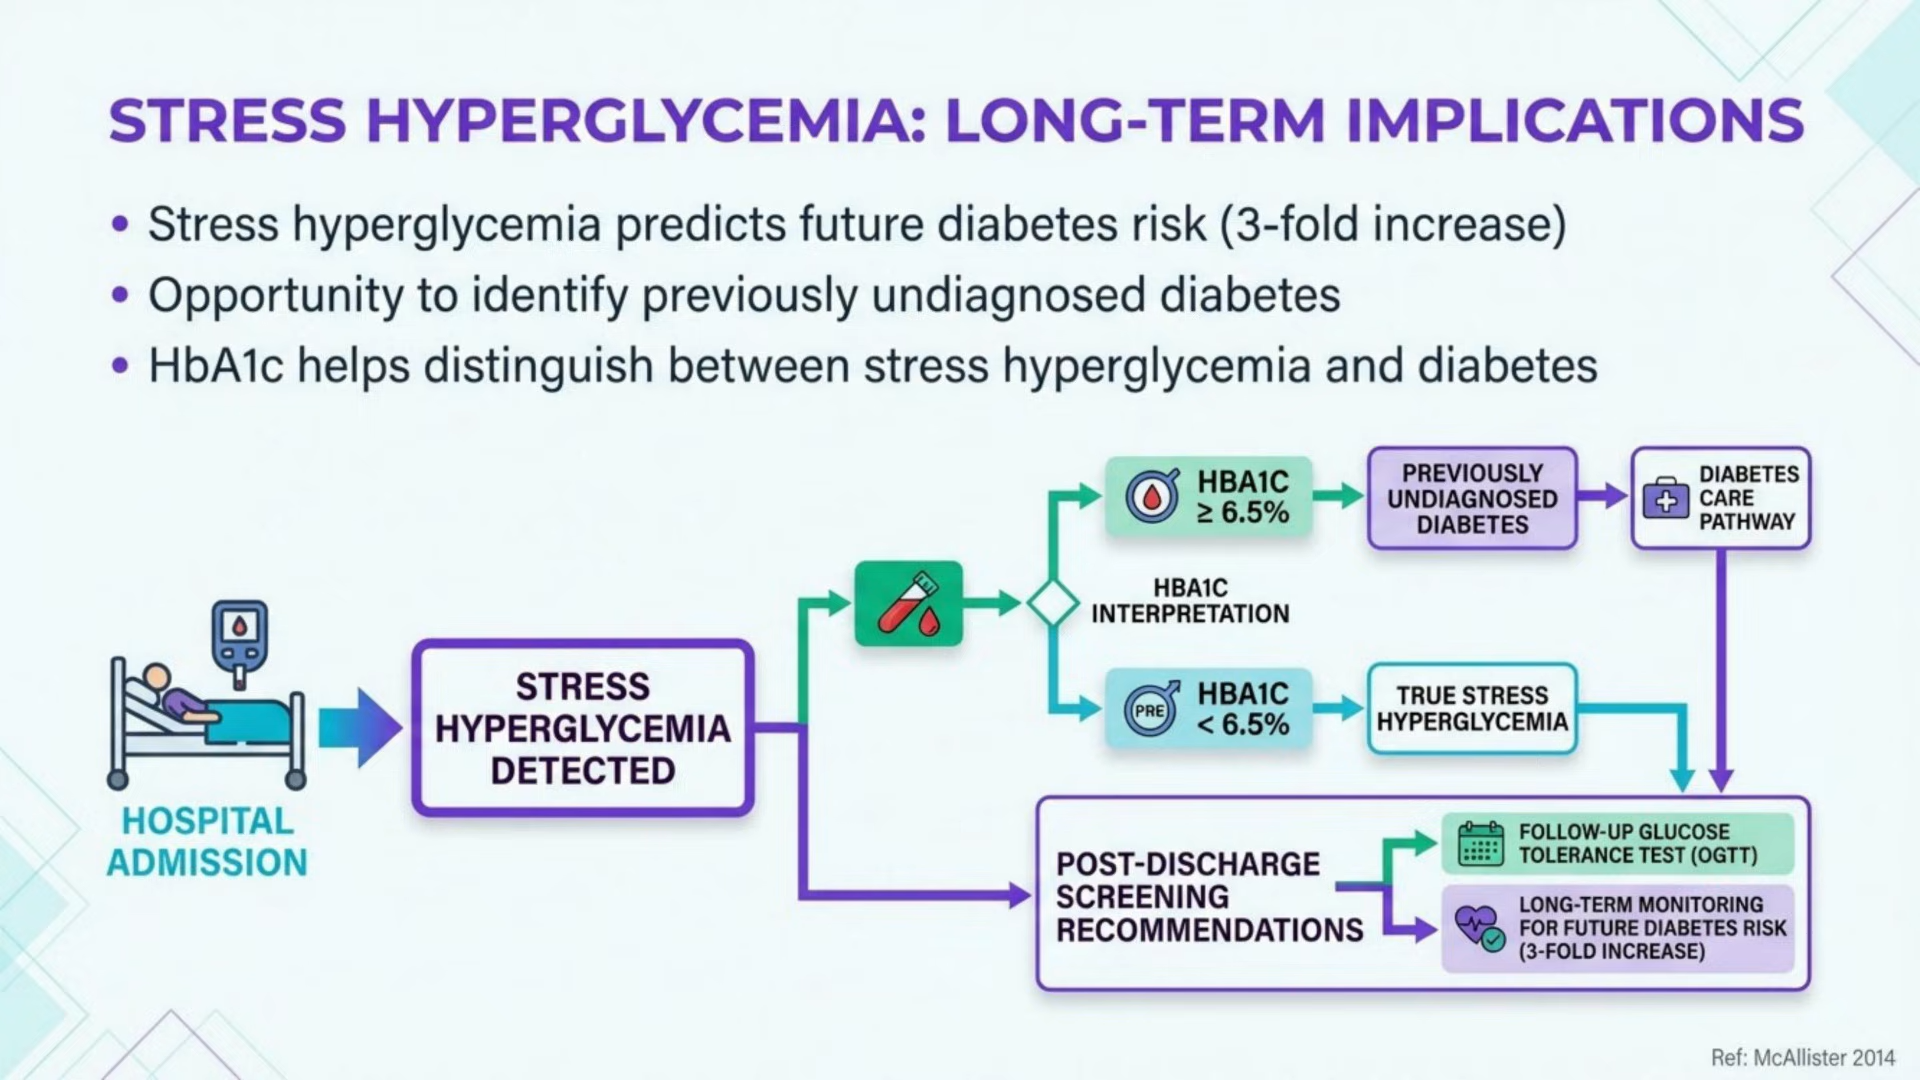 STRESS HYPERGLYCEMIA: LONG-TERM IMPLICATIONS
• Stress hyperglycemia predicts future diabetes risk (3-fold increase)
• Opportunity to identify previously undiagnosed diabetes
• HbA1c helps distinguish between stress hyperglycemia and diabetes
HOSPITAL
ADMISSION
STRESS
HYPERGLYCEMIA
DETECTED
HBA1C
INTERPRETATION
HBA1C
≥ 6.5%
PREVIOUSLY
UNDIAGNOSED
DIABETES
DIABETES
CARE
PATHWAY
PRE
HBA1C
< 6.5%
TRUE STRESS
HYPERGLYCEMIA
POST-DISCHARGE
SCREENING
RECOMMENDATIONS
FOLLOW-UP GLUCOSE
TOLERANCE TEST (OGTT)
LONG-TERM MONITORING
FOR FUTURE DIABETES RISK
(3-FOLD INCREASE)
Ref: McAllister 2014